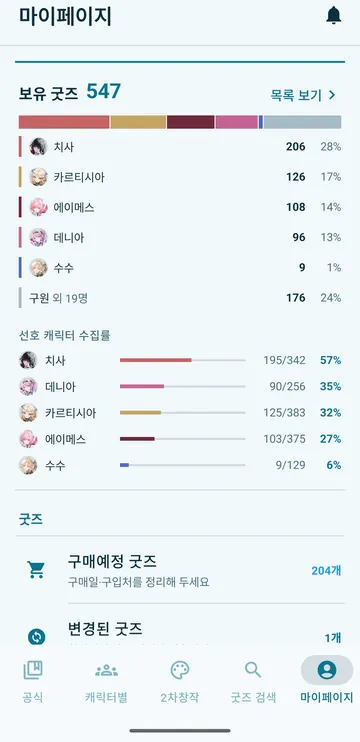 마이페이지
보유 굿즈 547
목록 보기
치사 206 28%
카르티시아 126 17%
에이메스 108 14%
데니아 96 13%
수수 9 1%
구원 외 19명 176 24%
선호 캐릭터 수집률
치사 195/342 57%
데니아 90/256 35%
카르티시아 125/383 32%
에이메스 103/375 27%
수수 9/129 6%
굿즈
구매예정 굿즈
구매일·구입처를 정리해 두세요
204개
변경된 굿즈
1개
공식
캐릭터별
2차창작
굿즈 검색
마이페이지